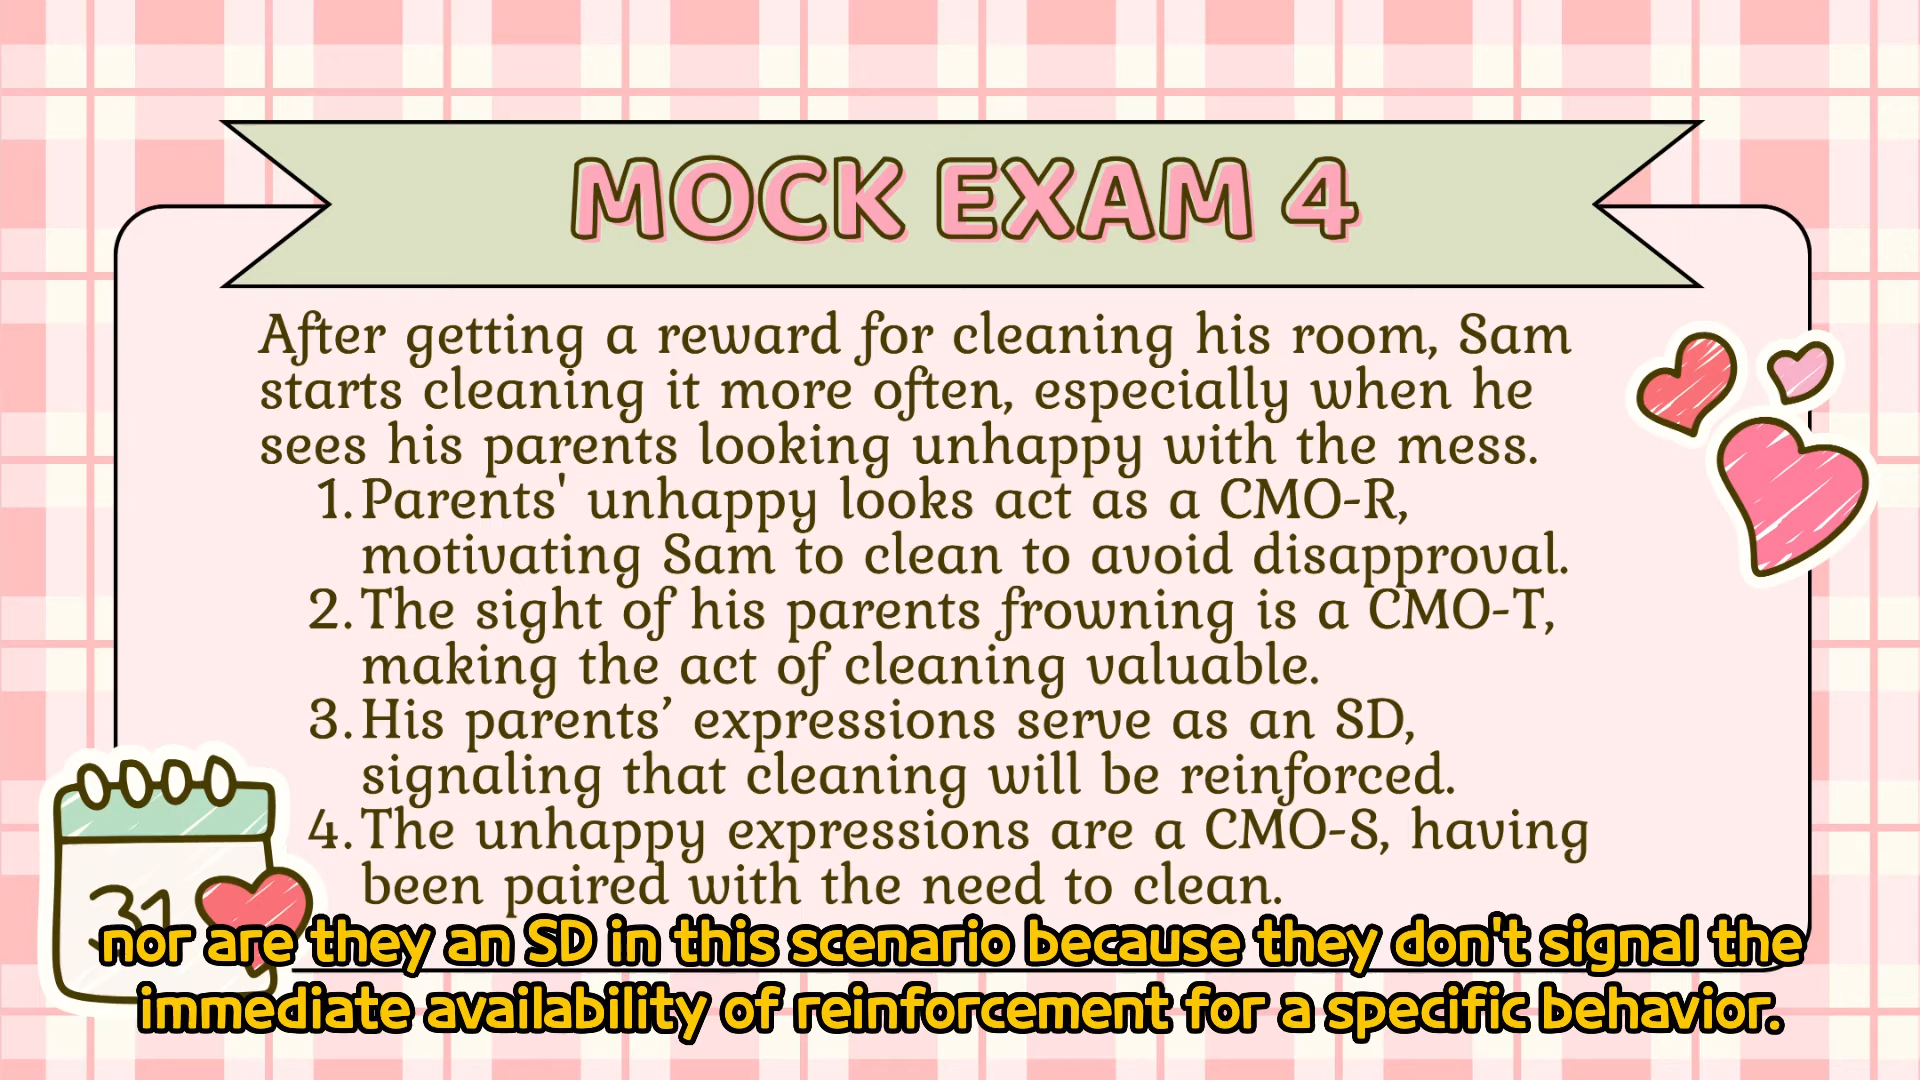 MOCK EXAM 4
After getting a reward for cleaning his room, Sam
starts cleaning it more often, especially when he
sees his parents looking unhappy with the mess.
1. Parents' unhappy looks act as a CMO-R,
motivating Sam to clean to avoid disapproval.
2. The sight of his parents frowning is a CMO-T,
making the act of cleaning valuable.
3. His parents’ expressions serve as an SD,
signaling that cleaning will be reinforced.
4. The unhappy expressions are a CMO-S, having
been paired with the need to clean.
31
nor are they an SD in this scenario because they don't signal the
immediate availability of reinforcement for a specific behavior.